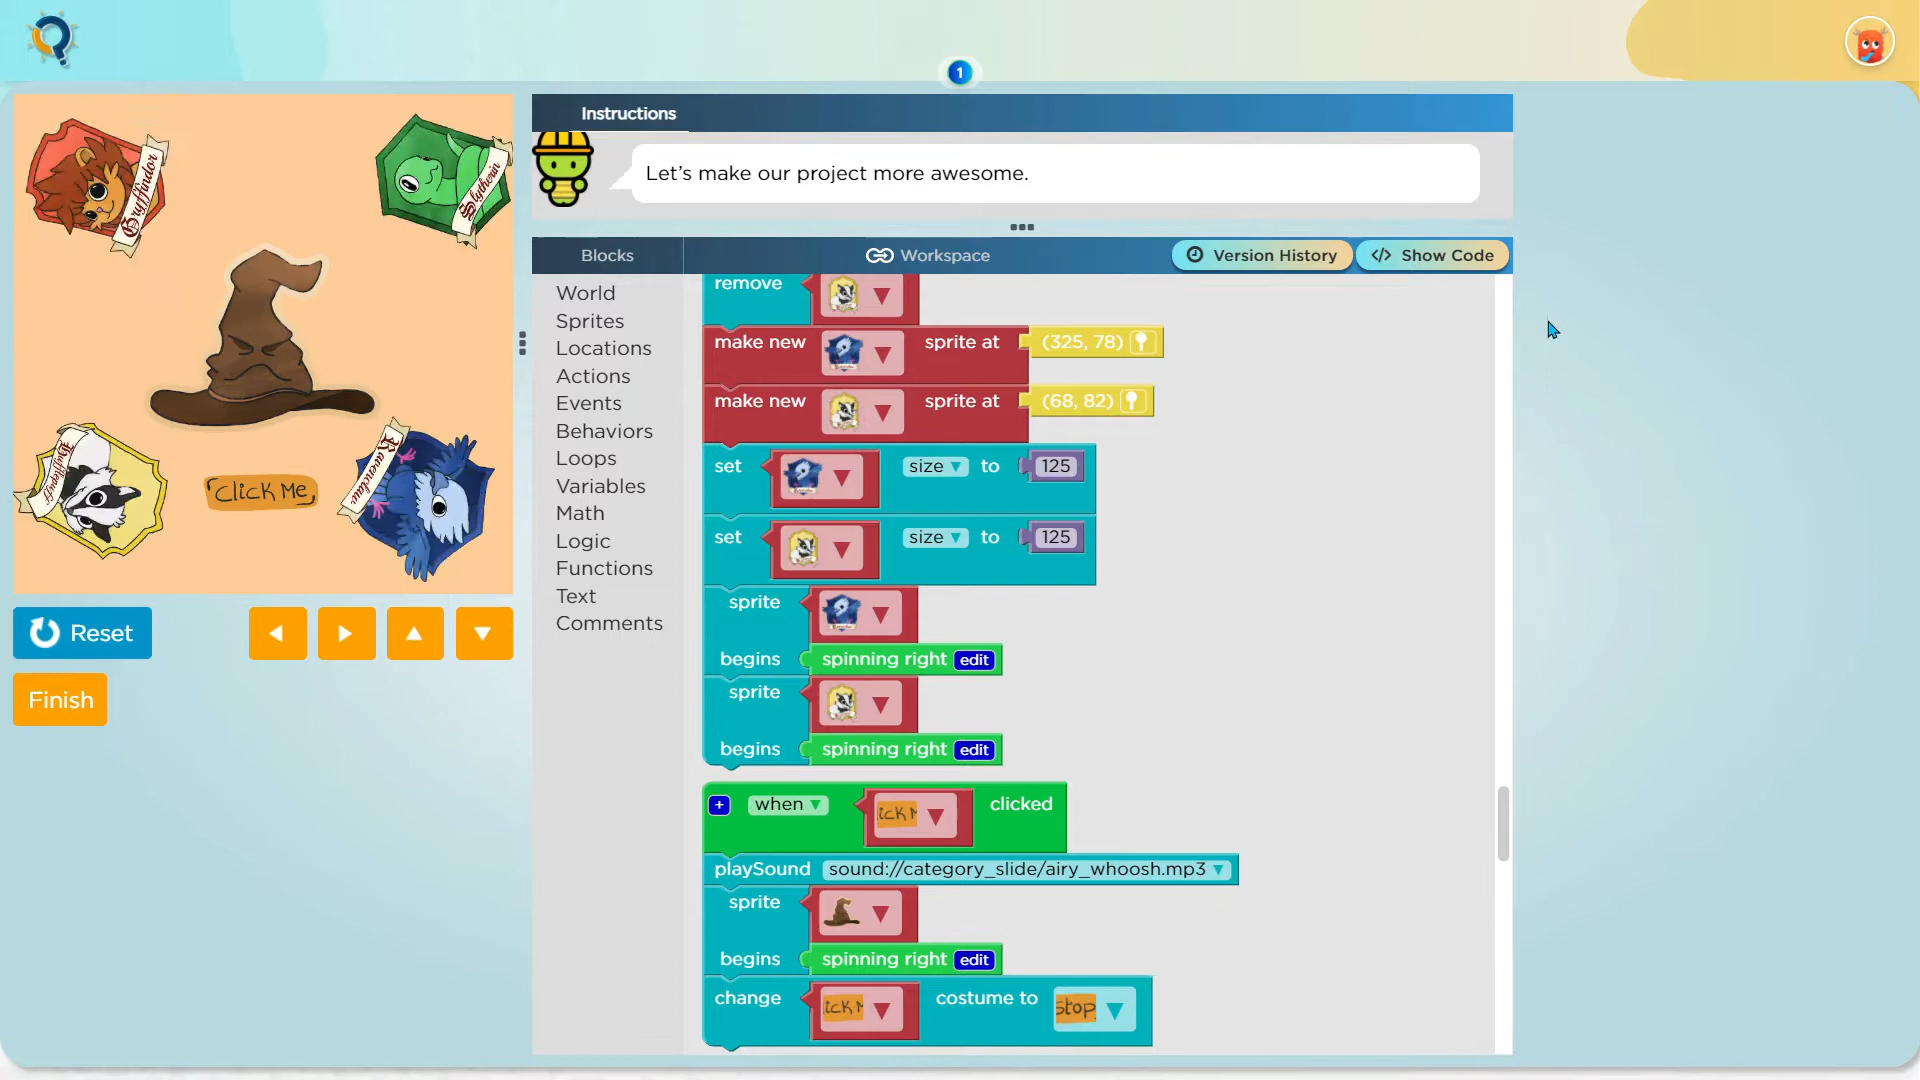 1
Instructions
Let's make our project more awesome.
Blocks
Workspace
Version History
Show Code
World
Sprites
Locations
Actions
Events
Behaviors
Loops
Variables
Math
Logic
Functions
Text
Comments
remove
make new sprite at (325, 78)
make new sprite at (68, 82)
set size to 125
set size to 125
sprite
begins spinning right edit
sprite
begins spinning right edit
+ when clicked
playSound sound://category_slide/airy_whoosh.mp3
sprite
begins spinning right edit
change costume to Stop
Gryffindor
Slytherin
Hufflepuff
Ravenclaw
Click Me
Reset
Finish